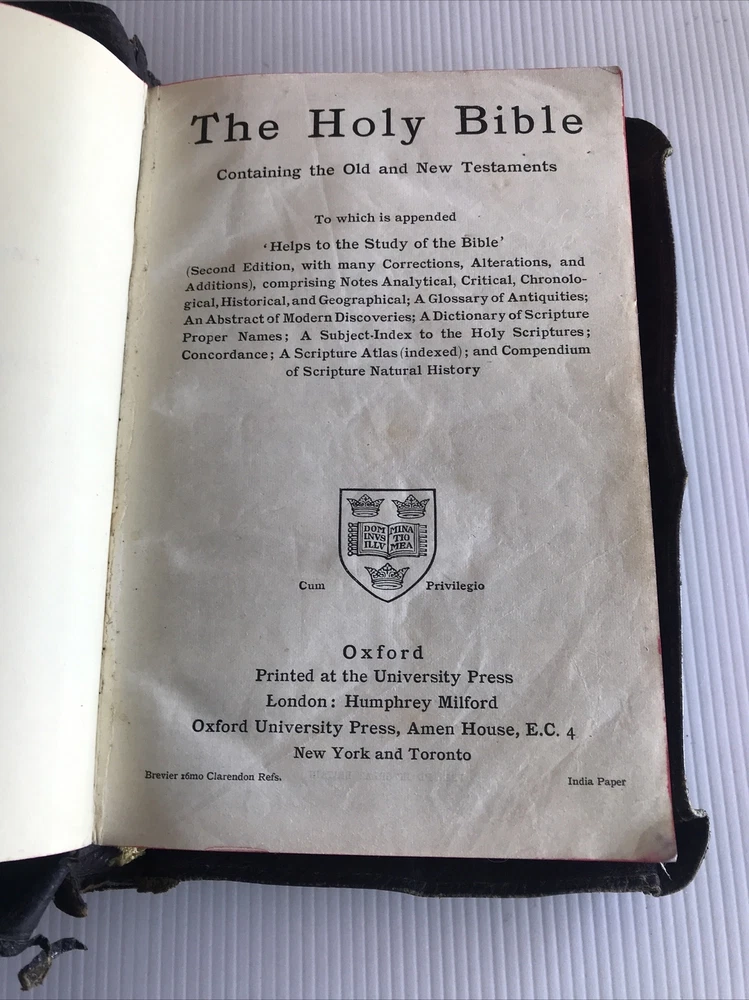 The Holy Bible
Containing the Old and New Testaments
To which is appended
‘Helps to the Study of the Bible’
(Second Edition, with many Corrections, Alterations, and
Additions), comprising Notes Analytical, Critical, Chronolo-
gical, Historical, and Geographical; A Glossary of Antiquities;
An Abstract of Modern Discoveries; A Dictionary of Scripture
Proper Names; A Subject-Index to the Holy Scriptures;
Concordance; A Scripture Atlas (indexed); and Compendium
of Scripture Natural History
DOM MINA
INVS TIO
ILLV MEA
Cum Privilegio
Oxford
Printed at the University Press
London: Humphrey Milford
Oxford University Press, Amen House, E.C. 4
New York and Toronto
Brevier 16mo Clarendon Refs. India Paper